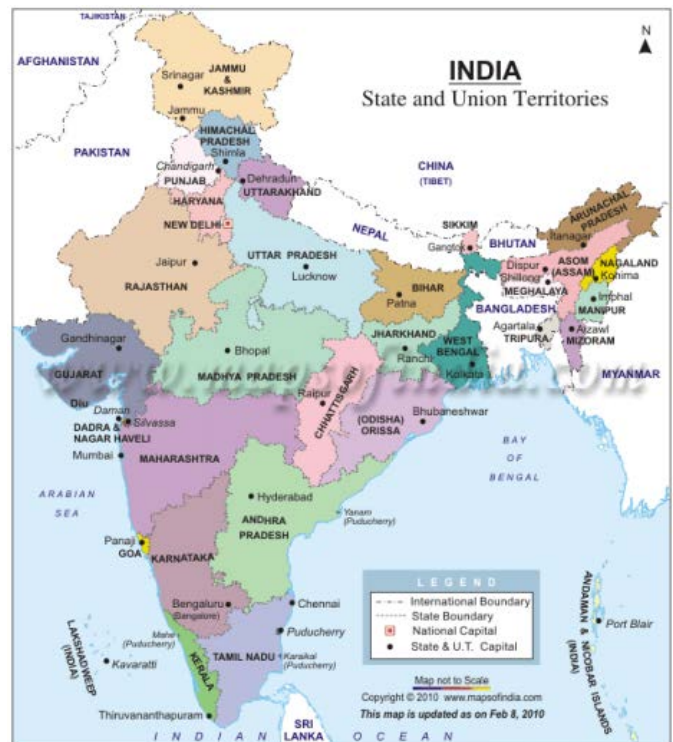 TAJIKISTAN
AFGHANISTAN
N
INDIA
State and Union Territories
JAMMU
&
KASHMIR
Srinagar
Jammu
PAKISTAN
HIMACHAL
PRADESH
Shimla
Chandigarh
PUNJAB
Dehradun
UTTARAKHAND
HARYANA
NEW DELHI
CHINA
(TIBET)
NEPAL
SIKKIM
Gangtok
BHUTAN
ARUNACHAL
PRADESH
Itanagar
Jaipur
RAJASTHAN
UTTAR PRADESH
Lucknow
BIHAR
Patna
Dispur
Shillong
ASOM
(ASSAM)
MEGHALAYA
NAGALAND
Kohima
Imphal
MANIPUR
BANGLADESH
Agartala
TRIPURA
Aizawl
MIZORAM
MYANMAR
Gandhinagar
GUJARAT
Bhopal
MADHYA PRADESH
JHARKHAND
Ranchi
WEST
BENGAL
Kolkata
www.mapsofindia.com
Diu
Daman
Silvassa
DADRA &
NAGAR HAVELI
Mumbai
MAHARASHTRA
Raipur
CHHATTISGARH
(ODISHA)
ORISSA
Bhubaneshwar
BAY
OF
BENGAL
ARABIAN
SEA
Hyderabad
ANDHRA
PRADESH
Yanam
(Puducherry)
Panaji
GOA
KARNATAKA
Bengaluru
(Bangalore)
Chennai
Mahe
(Puducherry)
Puducherry
TAMIL NADU
Karaikal
(Puducherry)
KERALA
LAKSHADWEEP
(INDIA)
Kavaratti
Thiruvananthapuram
SRI
LANKA
INDIAN OCEAN
LEGEND
International Boundary
State Boundary
National Capital
State & U.T. Capital
Map not to Scale
Copyright © 2010 www.mapsofindia.com
This map is updated as on Feb 8, 2010
ANDAMAN & NICOBAR ISLANDS
(INDIA)
Port Blair